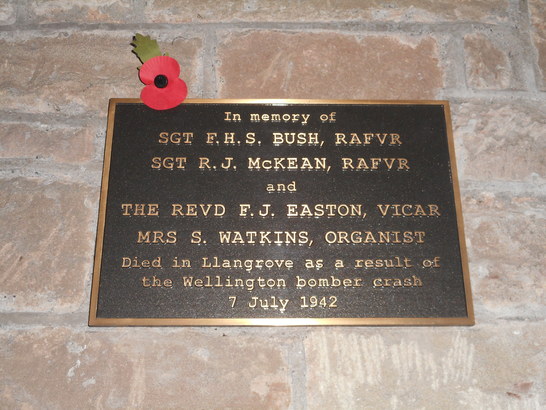 In memory of
SGT F.H.S. BUSH, RAFVR
SGT R.J. McKEAN, RAFVR
and
THE REVD F.J. EASTON, VICAR
MRS S. WATKINS, ORGANIST
Died in Llangrove as a result of
the Wellington bomber crash
7 July 1942